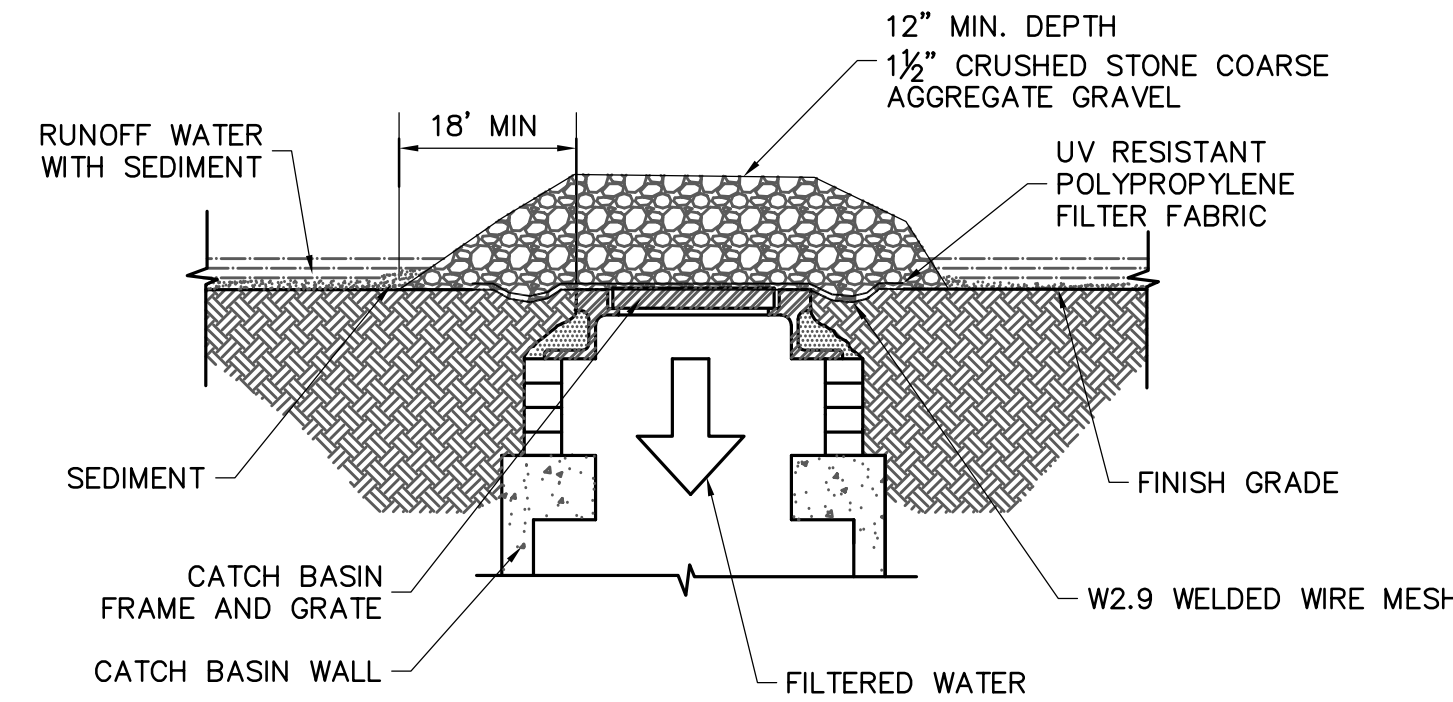 12” MIN. DEPTH
1½” CRUSHED STONE COARSE
AGGREGATE GRAVEL
18’ MIN
RUNOFF WATER
WITH SEDIMENT
UV RESISTANT
POLYPROPYLENE
FILTER FABRIC
SEDIMENT
FINISH GRADE
CATCH BASIN
FRAME AND GRATE
W2.9 WELDED WIRE MESH
CATCH BASIN WALL
FILTERED WATER